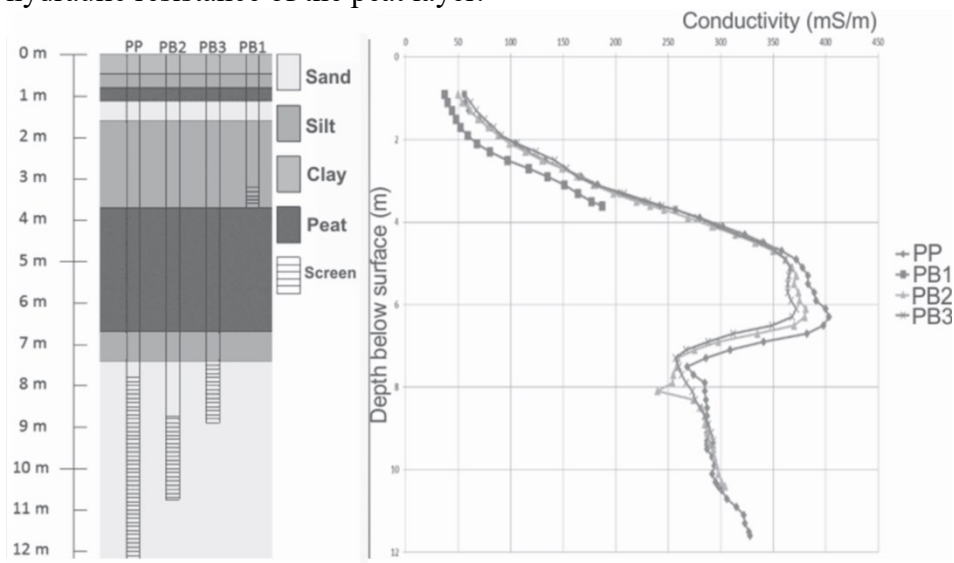 hydraulic resistance of the peat layer.
Conductivity (mS/m)
PP PB2 PB3 PB1
0 m
1 m
2 m
3 m
4 m
5 m
6 m
7 m
8 m
9 m
10 m
11 m
12 m
Sand
Silt
Clay
Peat
Screen
0 50 100 150 200 250 300 350 400 450
Depth below surface (m)
0
2
4
6
8
10
12
PP
PB1
PB2
PB3